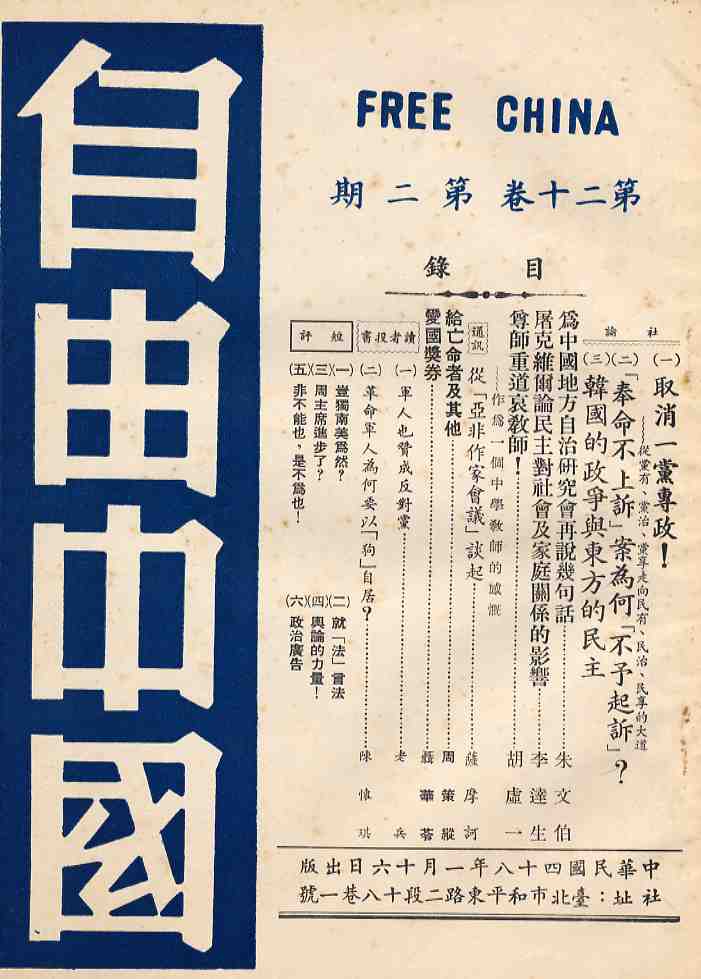 自由中國
FREE CHINA
第二十卷 第二期
目錄
社論
(一)取消一黨專政！
——從黨有、黨治、黨享走向民有、民治、民享的大道
(二)「奉命不上訴」案為何「不予起訴」？
(三)韓國的政爭與東方的民主
為中國地方自治研究會再說幾句話 朱文伯
屠克維爾論民主對社會及家庭關係的影響 李達生
尊師重道哀教師！ 胡虛一
——作為一個中學教師的感慨
通訊 從「亞非作家會議」談起 薩摩訶
給亡命者及其他 周策縱
愛國獎券 聶華苓
讀者投書
(一)軍人也贊成反對黨 老兵
(二)革命軍人為何要以「狗」自居？ 陳懷琪
短評
(一)豈獨南美為然？
(二)就「法」言法
(三)周主席進步了？
(四)輿論的力量！
(五)非不能也，是不為也！
(六)政治廣告
中華民國四十八年一月十六日出版
社址：臺北市和平東路二段十八巷一號